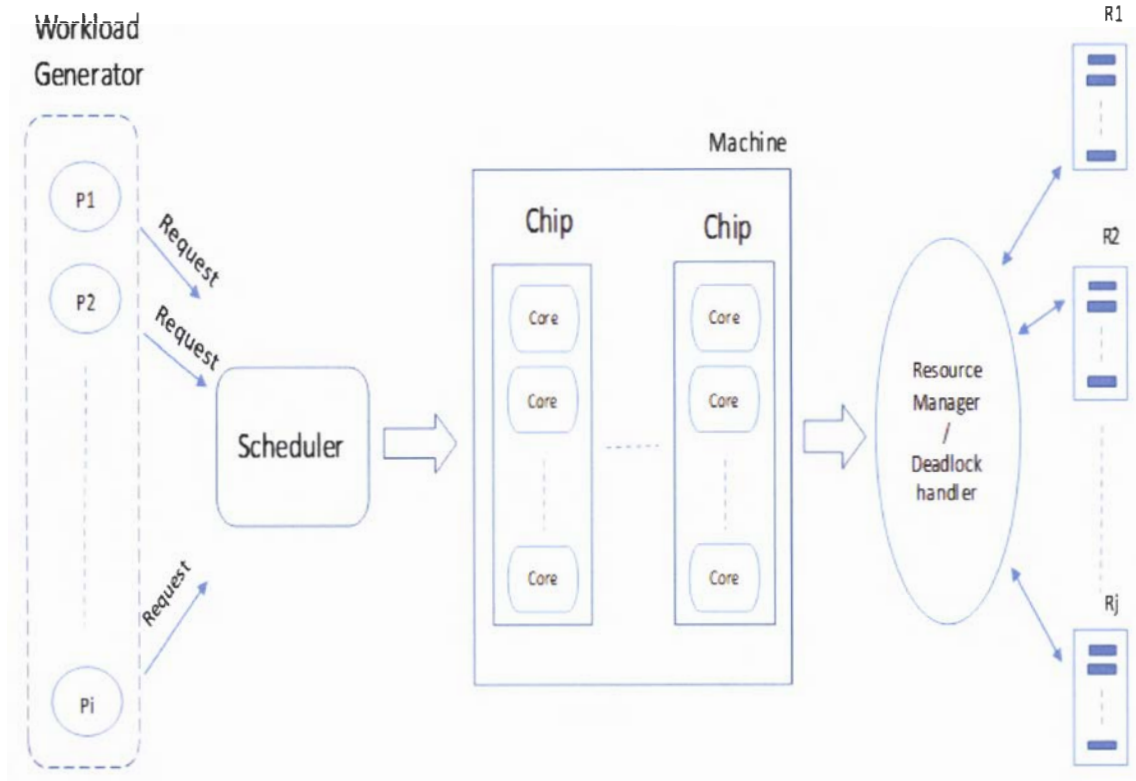 Workload
Generator
P1
P2
Pi
Request
Request
Request
Scheduler
Machine
Chip
Core
Core
Core
Chip
Core
Core
Core
Resource
Manager
/
Deadlock
handler
R1
R2
Rj